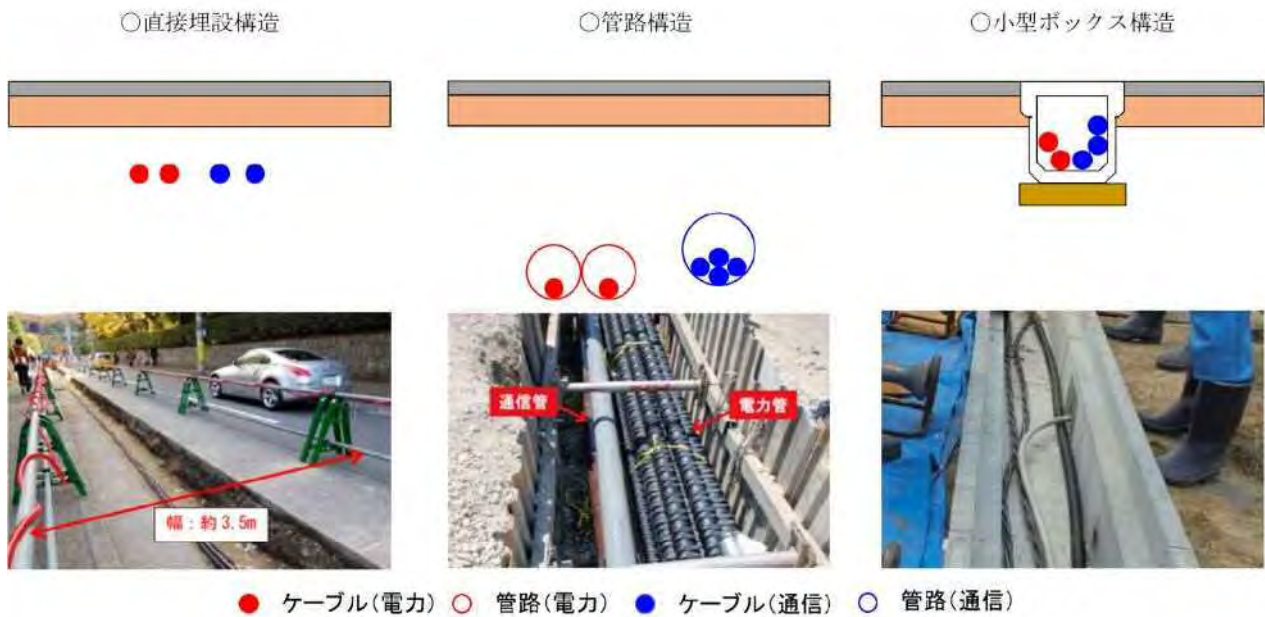 ○直接埋設構造
○管路構造
○小型ボックス構造
通信管
電力管
幅：約3.5m
ケーブル(電力)
管路(電力)
ケーブル(通信)
管路(通信)